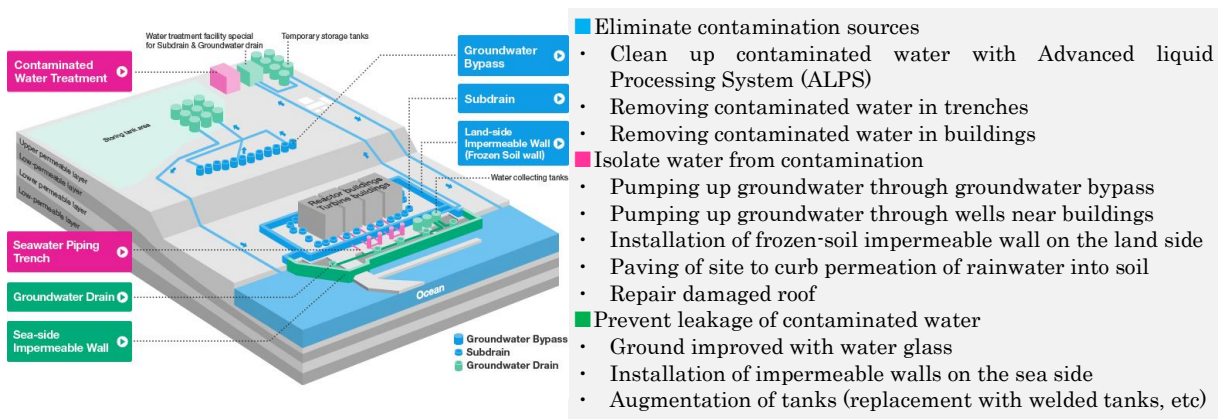 Water treatment facility special
for Subdrain & Groundwater drain
Temporary storage tanks
Contaminated
Water Treatment
Groundwater
Bypass
Subdrain
Land-side
Impermeable Wall
(Frozen Soil wall)
Water collecting tanks
Storing tank area
Upper permeable layer
Low-permeable layer
Lower permeable layer
Low-permeable layer
Reactor buildings
Turbine buildings
Seawater Piping
Trench
Groundwater Drain
Sea-side
Impermeable Wall
Ocean
Groundwater Bypass
Subdrain
Groundwater Drain
Eliminate contamination sources
・ Clean up contaminated water with Advanced liquid
Processing System (ALPS)
・ Removing contaminated water in trenches
・ Removing contaminated water in buildings
Isolate water from contamination
・ Pumping up groundwater through groundwater bypass
・ Pumping up groundwater through wells near buildings
・ Installation of frozen-soil impermeable wall on the land side
・ Paving of site to curb permeation of rainwater into soil
・ Repair damaged roof
Prevent leakage of contaminated water
・ Ground improved with water glass
・ Installation of impermeable walls on the sea side
・ Augmentation of tanks (replacement with welded tanks, etc)